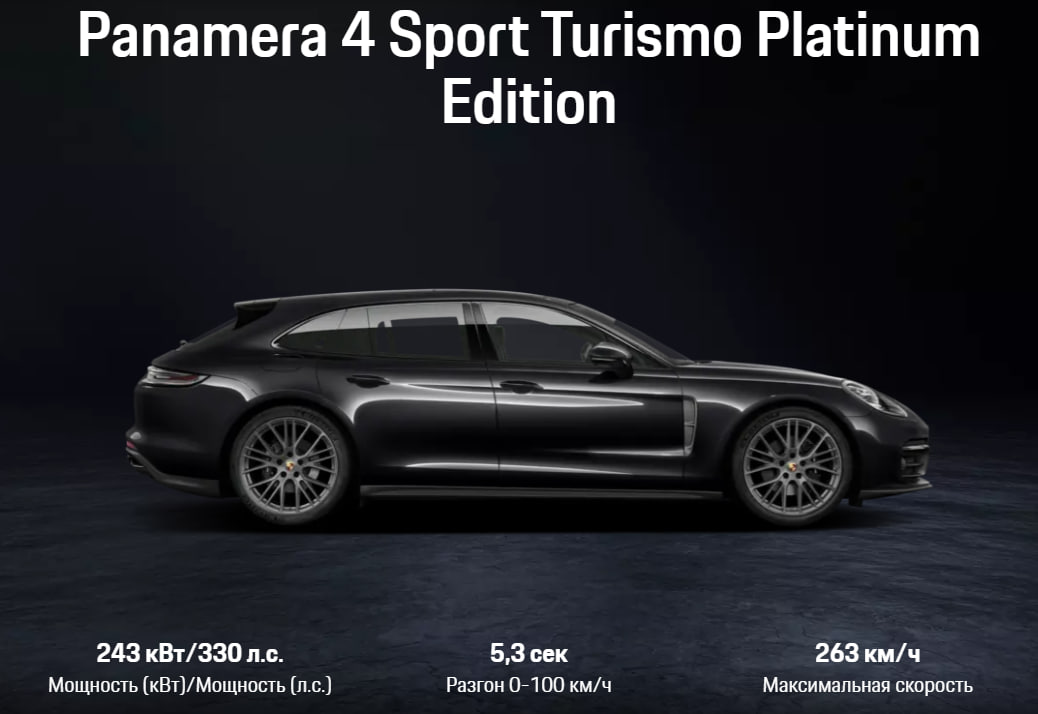 Panamera 4 Sport Turismo Platinum
Edition
243 кВт/330 л.с.
Мощность (кВт)/Мощность (л.с.)
5,3 сек
Разгон 0-100 км/ч
263 км/ч
Максимальная скорость